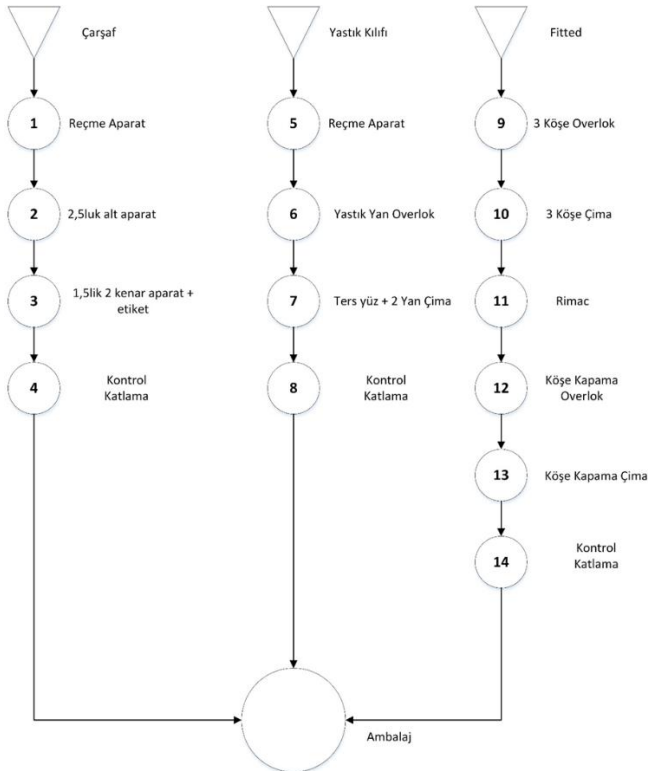 Çarşaf
Yastık Kılıfı
Fitted
1 Reçme Aparat
5 Reçme Aparat
9 3 Köşe Overlok
2 2,5luk alt aparat
6 Yastık Yan Overlok
10 3 Köşe Çima
3 1,5lik 2 kenar aparat +
etiket
7 Ters yüz + 2 Yan Çima
11 Rimac
4 Kontrol
Katlama
8 Kontrol
Katlama
12 Köşe Kapama
Overlok
13 Köşe Kapama Çima
14 Kontrol
Katlama
Ambalaj